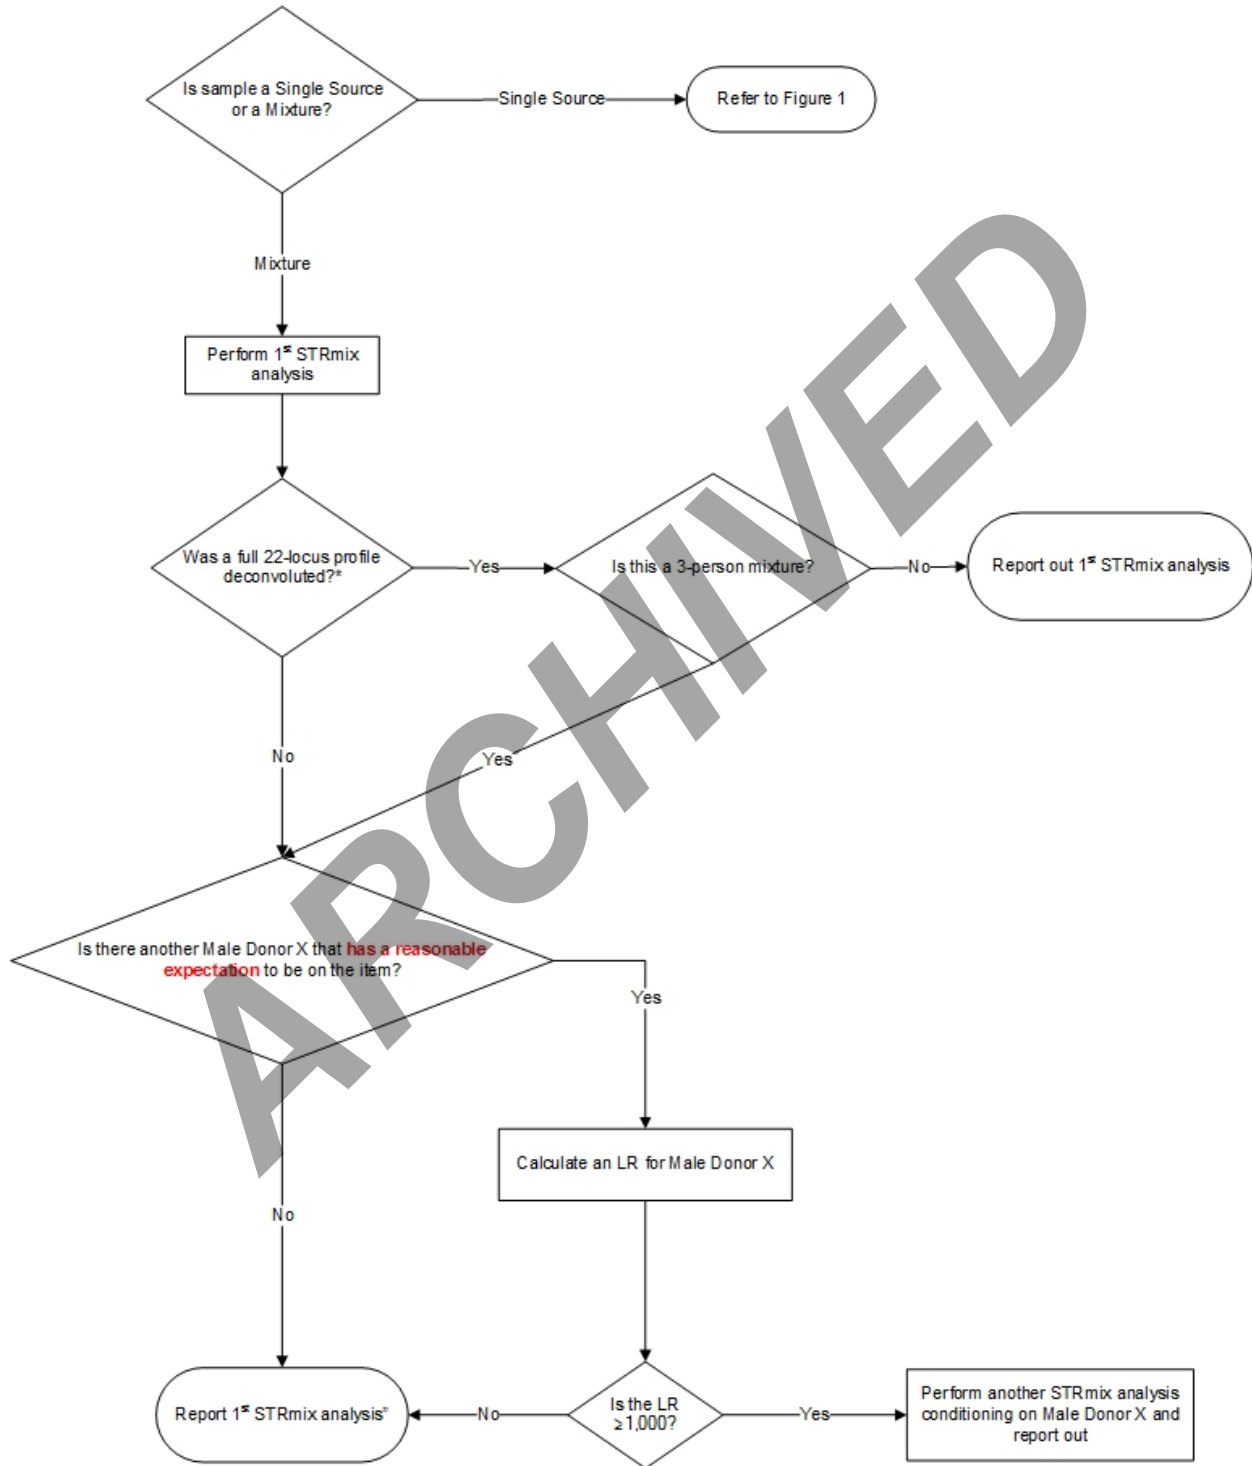 Is sample a Single Source
or a Mixture?
Single Source
Refer to Figure 1
Mixture
Perform 1st STRmix
analysis
Was a full 22-locus profile
deconvoluted?*
Yes
Is this a 3-person mixture?
No
Report out 1st STRmix analysis
No
Yes
Is there another Male Donor X that has a reasonable
expectation to be on the item?
Yes
Calculate an LR for Male Donor X
No
Report 1st STRmix analysis"
No
Is the LR
≥1,000?
Yes
Perform another STRmix analysis
conditioning on Male Donor X and
report out
ARCHIVED